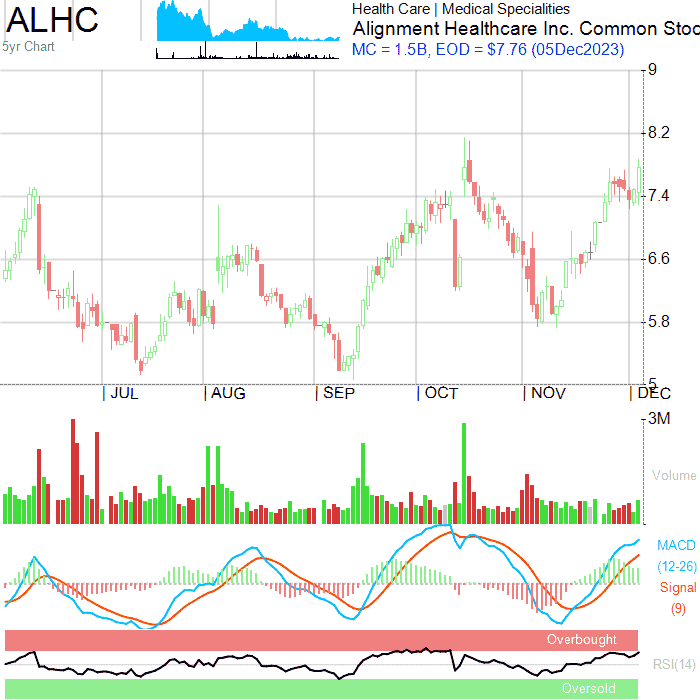 ALHC
5yr Chart
Health Care | Medical Specialities
Alignment Healthcare Inc. Common Stoc
MC = 1.5B, EOD = $7.76 (05Dec2023)
9
8.2
7.4
6.6
5.8
5
JUL AUG SEP OCT NOV DEC
3M
Volume
MACD
(12-26)
Signal
(9)
Overbought
RSI(14)
Oversold